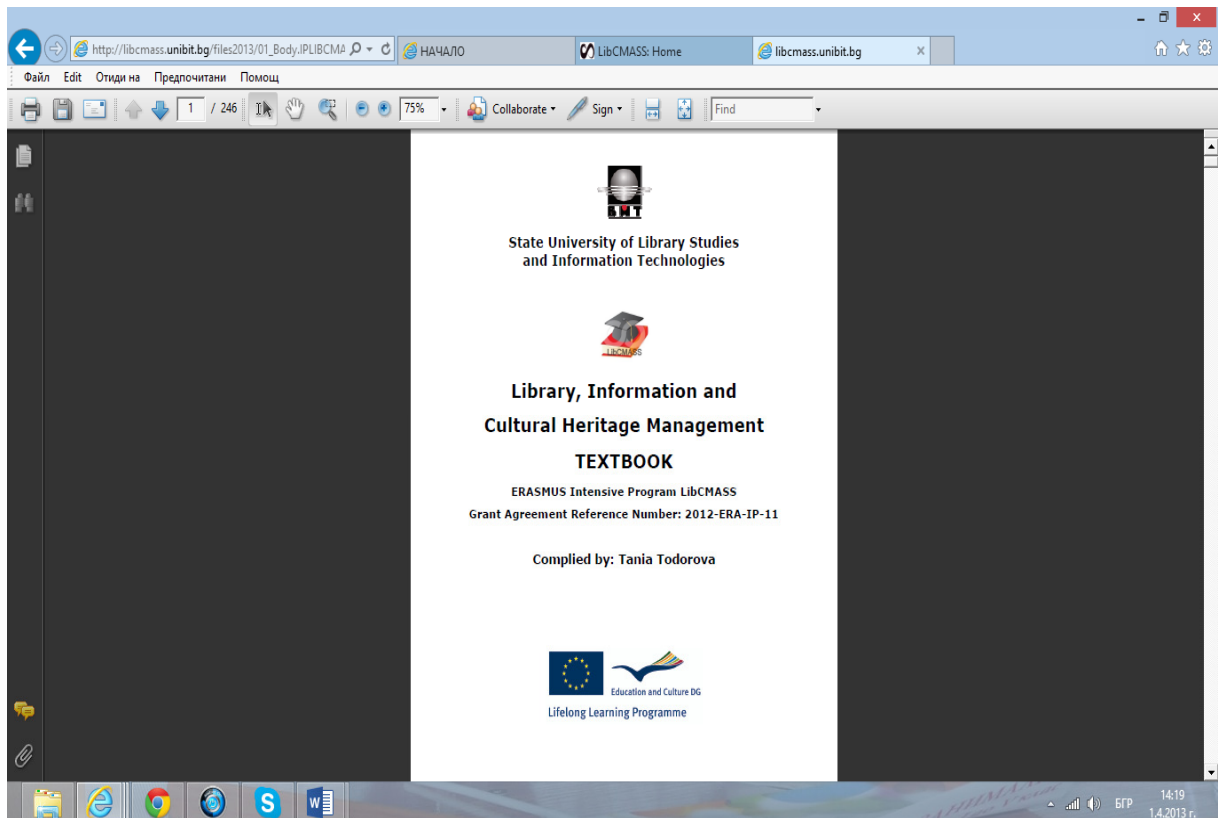 http://libcmass.unibit.bg/files2013/01_Body.IPLIBCMA
НАЧАЛО
LibCMASS: Home
libcmass.unibit.bg
Файл Edit Отиди на Предпочитани Помощ
1 / 246
75%
Collaborate
Sign
Find
БИТ
State University of Library Studies
and Information Technologies
LIBCMASS
Library, Information and
Cultural Heritage Management
TEXTBOOK
ERASMUS Intensive Program LibCMASS
Grant Agreement Reference Number: 2012-ERA-IP-11
Complied by: Tania Todorova
Education and Culture DG
Lifelong Learning Programme
БГР
14:19
1.4.2013 г.